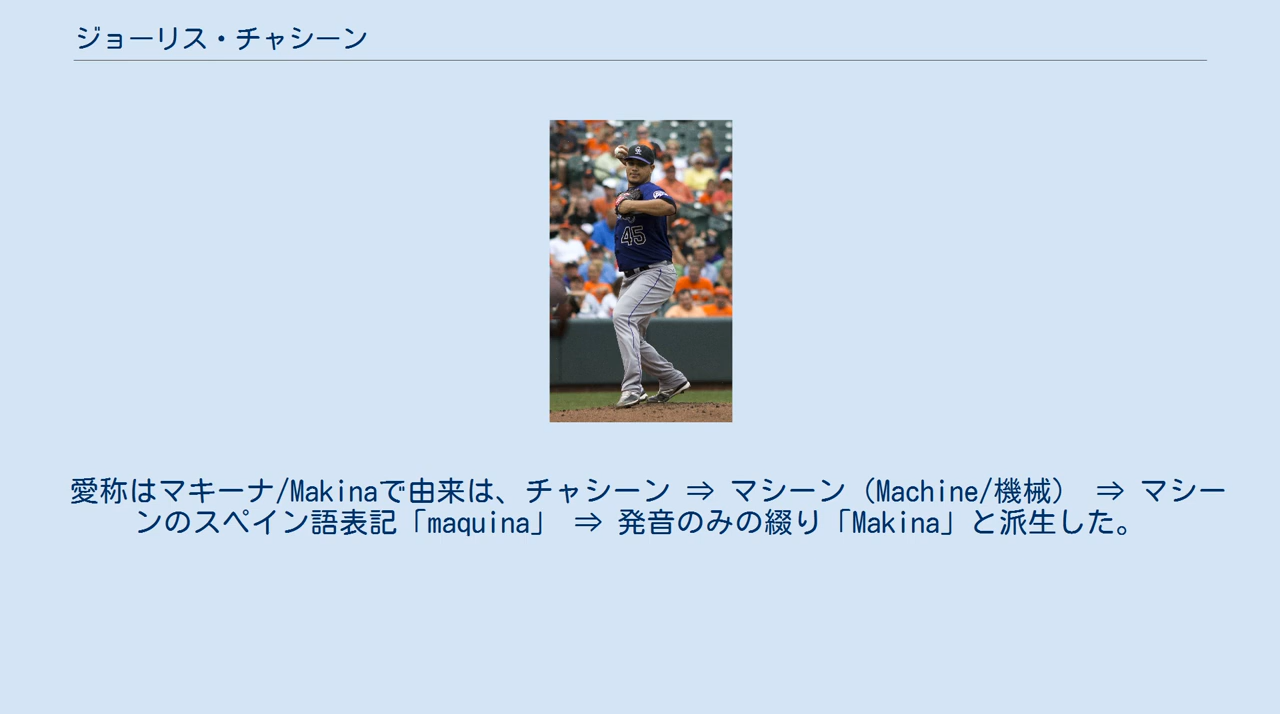 ジョーリス・チャシーン
45
愛称はマキーナ/Makinaで由来は、チャシーン ⇒ マシーン（Machine/機械） ⇒ マシー
ンのスペイン語表記「maquina」 ⇒ 発音のみの綴り「Makina」と派生した。